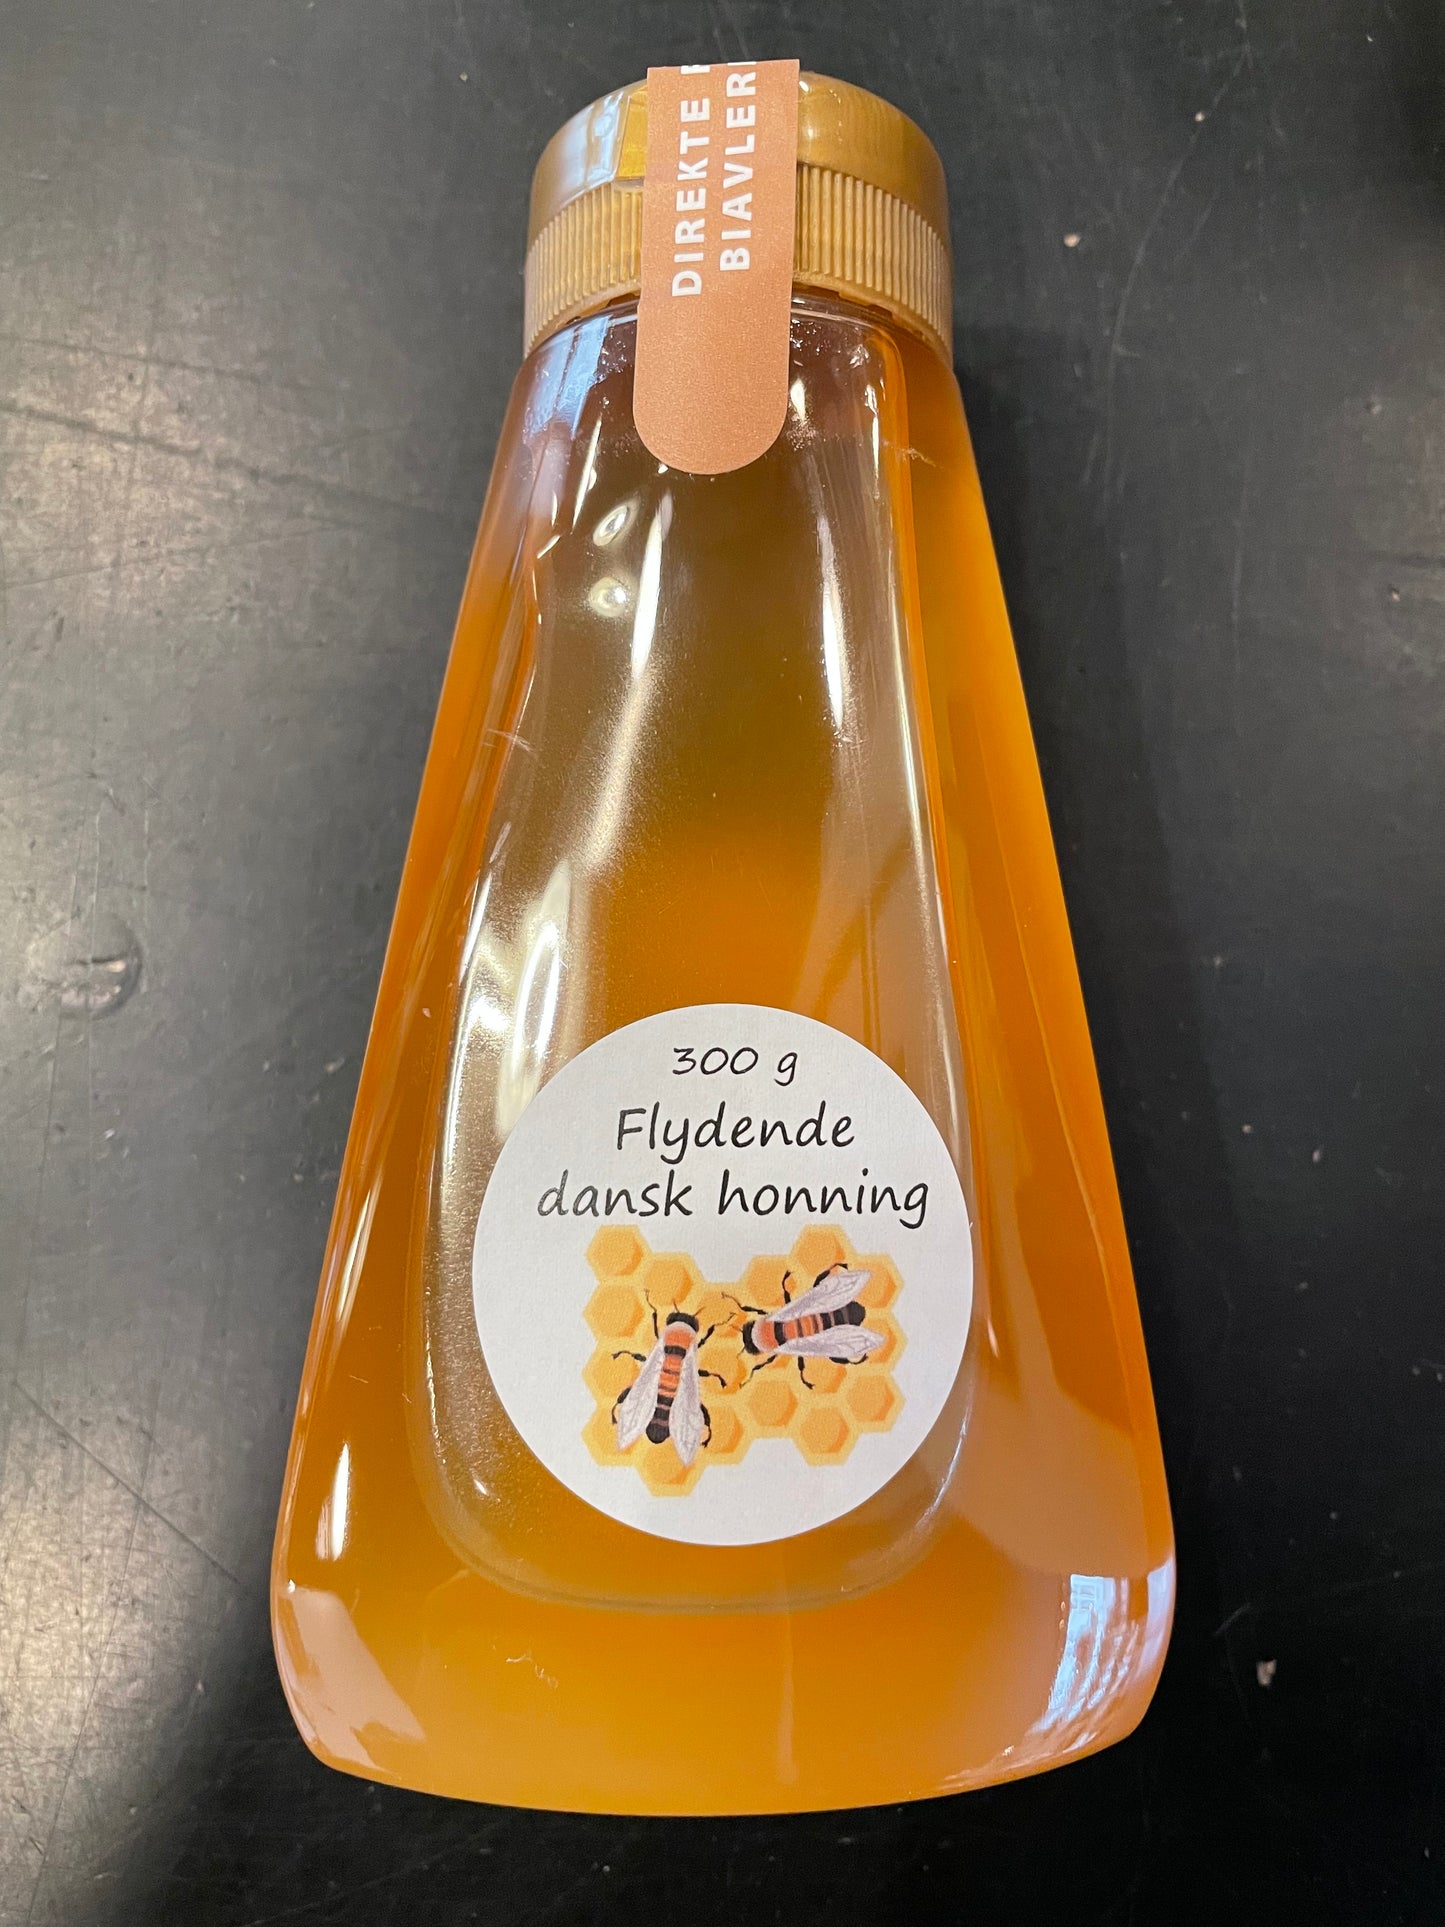 DIREKTE
BIAVLER
300 g
Flydende
dansk honning